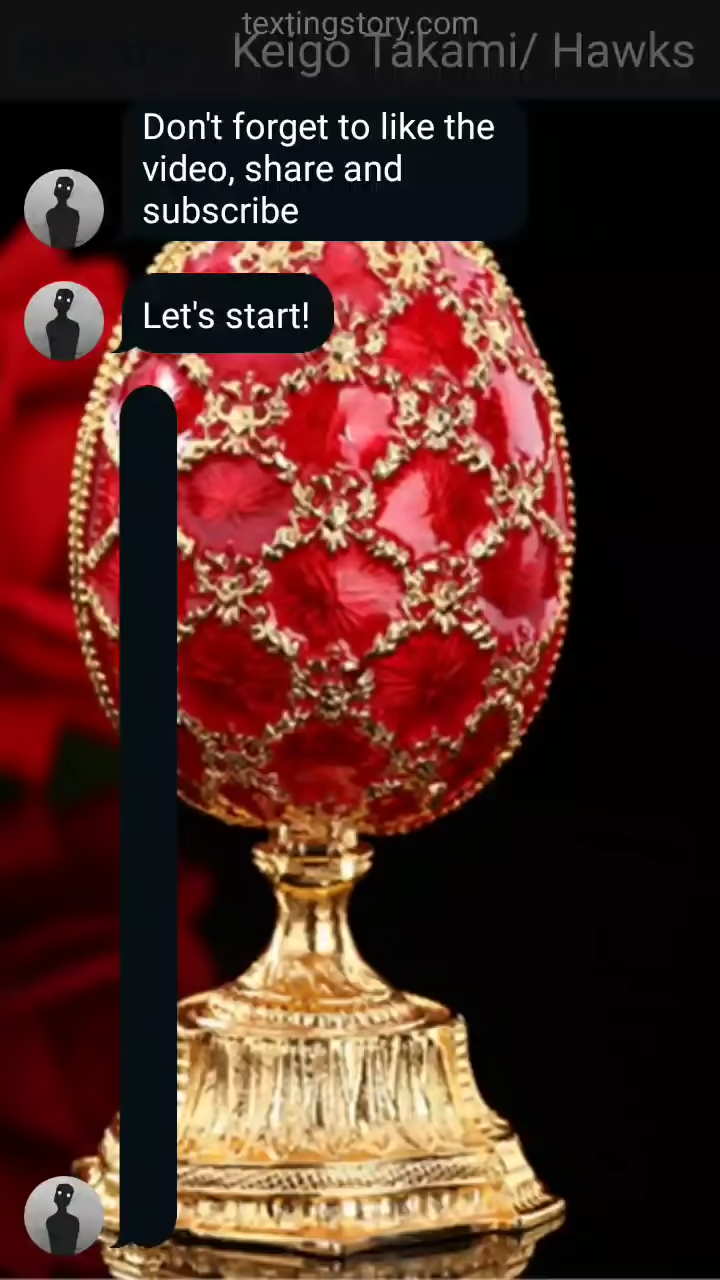 textingstory.com
Keigo Takami/ Hawks
Don't forget to like the
video, share and
subscribe
Let's start!